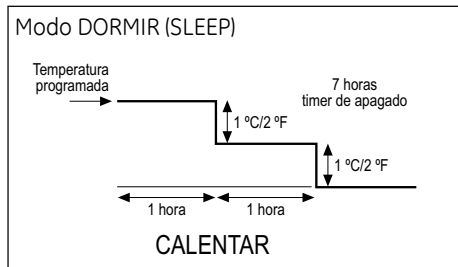 Modo DORMIR (SLEEP)
Temperatura
programada
7 horas
timer de apagado
1 ºC/2 ºF
1 ºC/2 ºF
1 hora
1 hora
CALENTAR